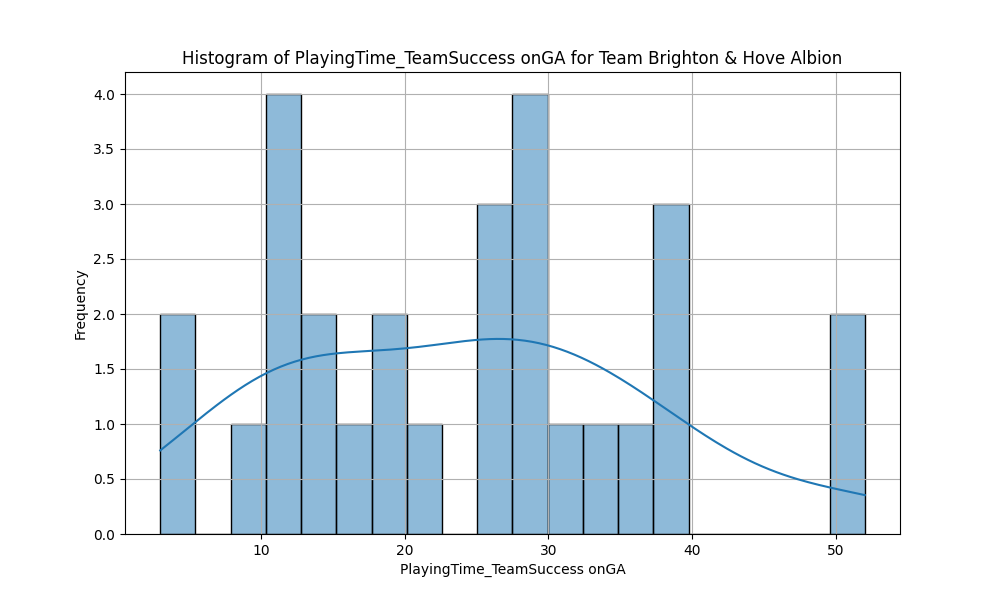 Histogram of PlayingTime_TeamSuccess onGA for Team Brighton & Hove Albion
4.0
3.5
3.0
2.5
2.0
1.5
1.0
0.5
0.0
Frequency
10 20 30 40 50
PlayingTime_TeamSuccess onGA